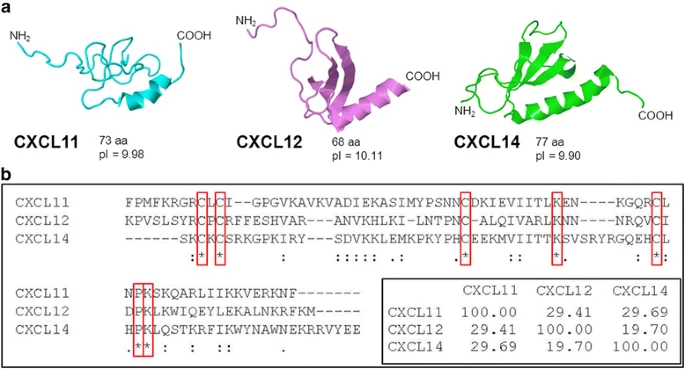 a
NH₂
COOH
NH₂
COOH
NH₂
COOH
CXCL11 73 aa
pI = 9.98
CXCL12 68 aa
pI = 10.11
CXCL14 77 aa
pI = 9.90
b
CXCL11 FPMFKRGRCLCI--GPGVKAVKVADIEKASIMYPSNNCDKIEVIITLKEN----KGQRCL
CXCL12 KPVSLSYRCPCRFFESHVAR---ANVKHLKI-LNTPNC-ALQIVARLKNN----NRQVCI
CXCL14 ------SKCKCSRKGPKIRY---SDVKKLEMKPKYPHCEEKMVIITTKSVSRYRGQEHCL
:* * . : :::::.. . * :: : * . *:
CXCL11 NPKSKQARLIIKKVERKNF-------
CXCL12 DPKLKWIQEYLEKALNKRFKM-----
CXCL14 HPKLQSTKRFIKWYNAWNEKRRVYEE
.** : : :: .
CXCL11 CXCL12 CXCL14
CXCL11 100.00 29.41 29.69
CXCL12 29.41 100.00 19.70
CXCL14 29.69 19.70 100.00